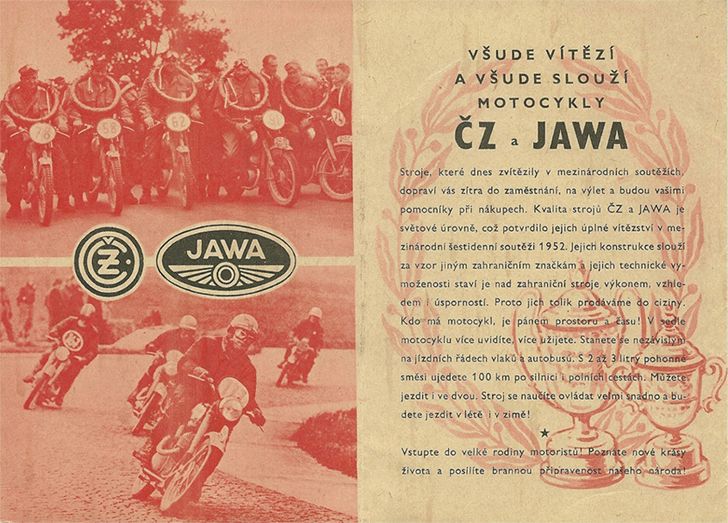 58
52
ČZ
JAWA
VŠUDE VÍTĚZÍ
A VŠUDE SLOUŽÍ
MOTOCYKLY
ČZ a JAWA
Stroje, které dnes zvítězily v mezinárodních soutěžích,
dopraví vás zítra do zaměstnání, na výlet a budou vašimi
pomocníky při nákupech. Kvalita strojů ČZ a JAWA je
světové úrovně, což potvrdilo jejich úplné vítězství v me-
zinárodní šestidenní soutěži 1952. Jejich konstrukce slouží
za vzor jiným zahraničním značkám a jejich technické vy-
moženosti staví je nad zahraniční stroje výkonem, vzhle-
dem i úsporností. Proto jich tolik prodáváme do ciziny.
Kdo má motocykl, je pánem prostoru a času! V sedle
motocyklu více uvidíte, více užijete. Stanete se nezávislým
na jízdních řádech vlaků a autobusů. S 2 až 3 litry pohonné
směsi ujedete 100 km po silnici i polních cestách. Můžete
jezdit i ve dvou. Stroj se naučíte ovládat velmi snadno a bu-
dete jezdit v létě i v zimě!
★
Vstupte do velké rodiny motoristů! Poznáte nové krásy
života a posílíte brannou připravenost našeho národa!